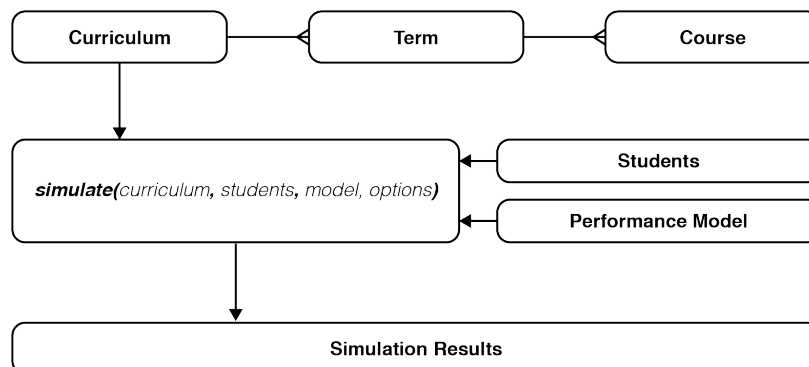 Curriculum
Term
Course
Students
simulate(curriculum, students, model, options)
Performance Model
Simulation Results